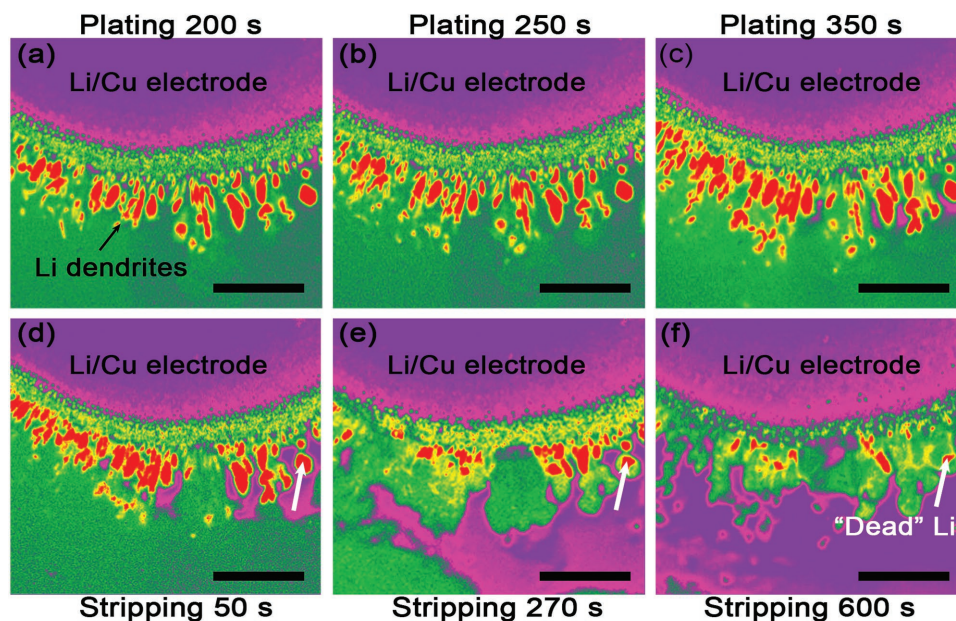 Plating 200 s
Plating 250 s
Plating 350 s
(a)
Li/Cu electrode
Li dendrites
(b)
Li/Cu electrode
(c)
Li/Cu electrode
(d)
Li/Cu electrode
(e)
Li/Cu electrode
(f)
Li/Cu electrode
“Dead” Li
Stripping 50 s
Stripping 270 s
Stripping 600 s